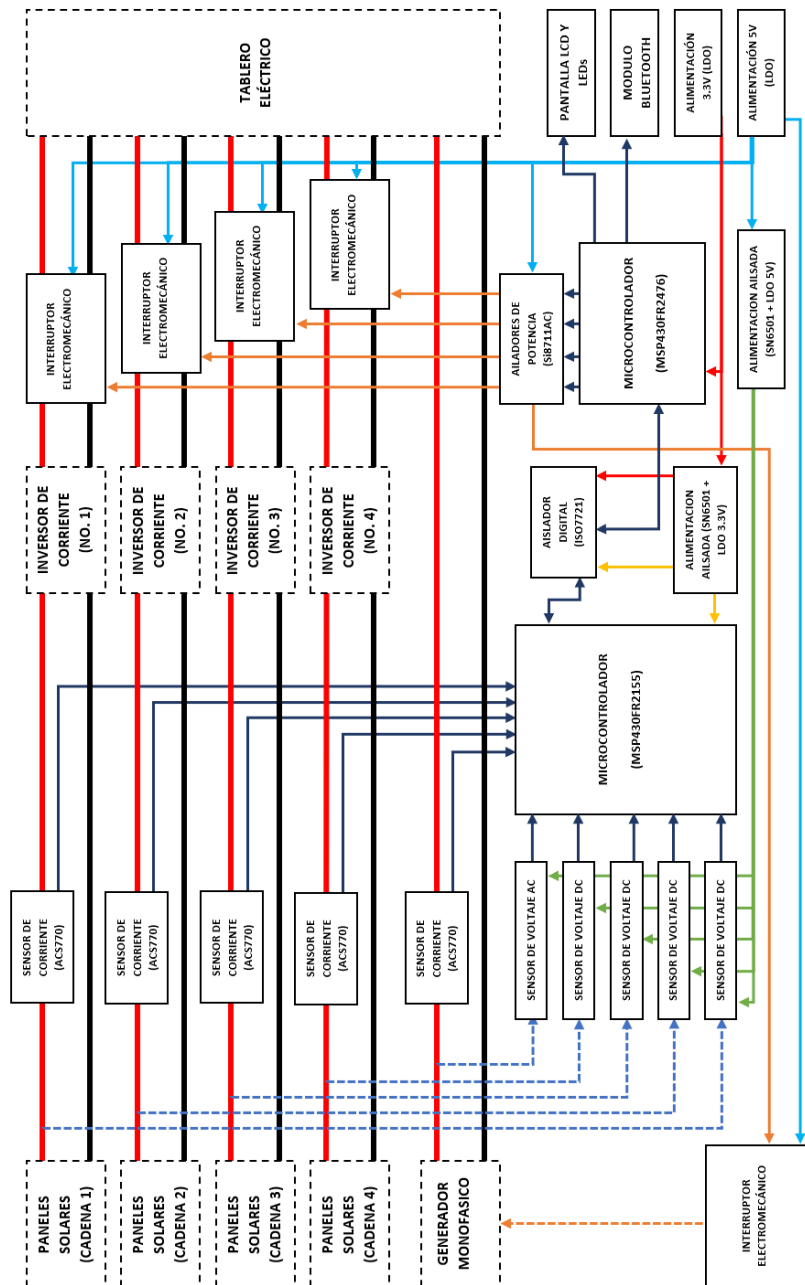 PANELES
SOLARES
(CADENA 1)
SENSOR DE
CORRIENTE
(ACS770)
INVERSOR DE
CORRIENTE
(NO. 1)
INTERRUPTOR
ELECTROMECÁNICO
TABLERO
ELÉCTRICO
PANELES
SOLARES
(CADENA 2)
SENSOR DE
CORRIENTE
(ACS770)
INVERSOR DE
CORRIENTE
(NO. 2)
INTERRUPTOR
ELECTROMECÁNICO
PANELES
SOLARES
(CADENA 3)
SENSOR DE
CORRIENTE
(ACS770)
INVERSOR DE
CORRIENTE
(NO. 3)
INTERRUPTOR
ELECTROMECÁNICO
PANELES
SOLARES
(CADENA 4)
SENSOR DE
CORRIENTE
(ACS770)
INVERSOR DE
CORRIENTE
(NO. 4)
INTERRUPTOR
ELECTROMECÁNICO
GENERADOR
MONOFASICO
SENSOR DE
CORRIENTE
(ACS770)
SENSOR DE VOLTAJE AC
SENSOR DE VOLTAJE DC
SENSOR DE VOLTAJE DC
SENSOR DE VOLTAJE DC
SENSOR DE VOLTAJE DC
MICROCONTROLADOR
(MSP430FR2155)
AISLADOR
DIGITAL
(ISO7721)
AILADORES DE
POTENCIA
(Si8711AC)
MICROCONTROLADOR
(MSP430FR2476)
PANTALLA LCD Y
LEDs
MODULO
BLUETOOTH
ALIMENTACIÓN
3.3V (LDO)
ALIMENTACIÓN 5V
(LDO)
ALIMENTACION
AILSADA (SN6501 +
LDO 3.3V)
ALIMENTACION AILSADA
(SN6501 + LDO 5V)
INTERRUPTOR
ELECTROMECÁNICO